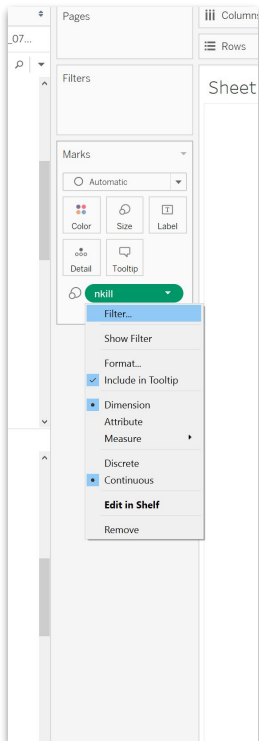 Pages
Columns
_07...
Rows
Filters
Sheet
Marks
Automatic
Color
Size
T
Label
Detail
Tooltip
nkill
Filter...
Show Filter
Format...
Include in Tooltip
Dimension
Attribute
Measure
Discrete
Continuous
Edit in Shelf
Remove